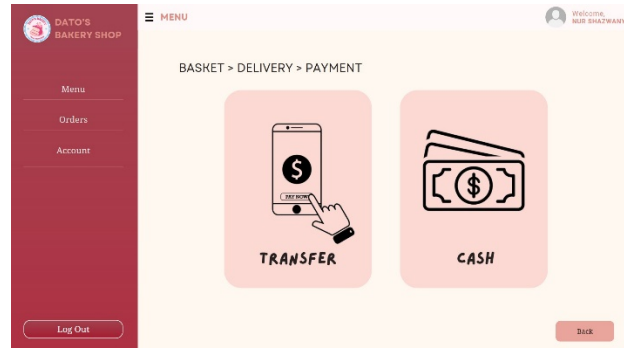 DATO'S
BAKERY SHOP
Menu
Orders
Account
Log Out
MENU
Welcome,
NUR SHAZWANY
BASKET > DELIVERY > PAYMENT
$
PAY NOW
TRANSFER
$
CASH
Back